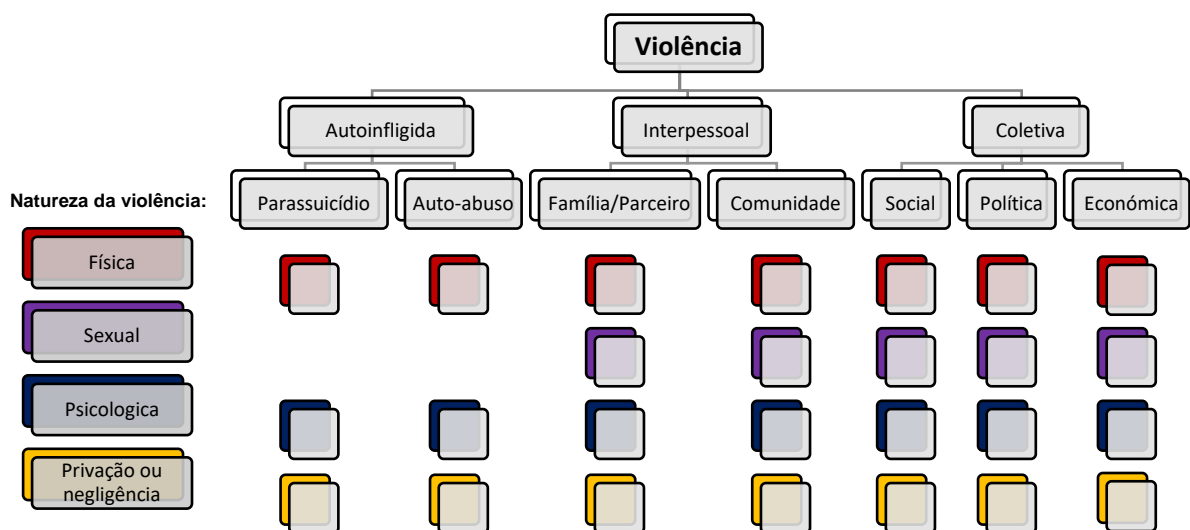 Violência
Autoinfligida
Interpessoal
Coletiva
Natureza da violência:
Parassuicídio
Auto-abuso
Família/Parceiro
Comunidade
Social
Política
Económica
Física
Sexual
Psicologica
Privação ou
negligência